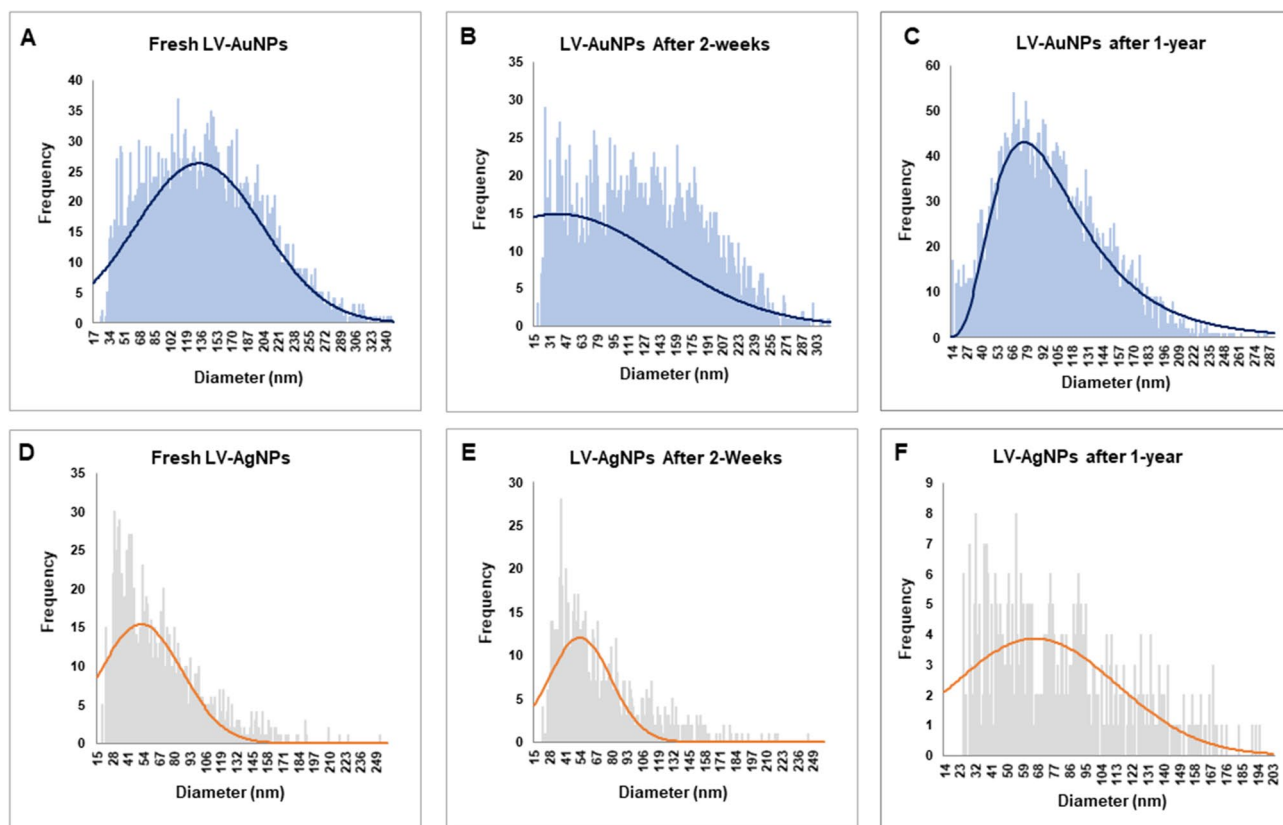 A
Fresh LV-AuNPs
Frequency
40
35
30
25
20
15
10
5
0
17 34 51 68 85 102 119 136 153 170 187 204 221 238 255 272 289 306 323 340
Diameter (nm)
B
LV-AuNPs After 2-weeks
Frequency
35
30
25
20
15
10
5
0
15 31 47 63 79 95 111 127 143 159 175 191 207 223 239 255 271 287 303
Diameter (nm)
C
LV-AuNPs after 1-year
Frequency
60
50
40
30
20
10
0
14 27 40 53 66 79 92 105 118 131 144 157 170 183 196 209 222 235 248 261 274 287
Diameter (nm)
D
Fresh LV-AgNPs
Frequency
35
30
25
20
15
10
5
0
15 28 41 54 67 80 93 106 119 132 145 158 171 184 197 210 223 236 249
Diameter (nm)
E
LV-AgNPs After 2-Weeks
Frequency
30
25
20
15
10
5
0
15 28 41 54 67 80 93 106 119 132 145 158 171 184 197 210 223 236 249
Diameter (nm)
F
LV-AgNPs after 1-year
Frequency
9
8
7
6
5
4
3
2
1
0
14 23 32 41 50 59 68 77 86 95 104 113 122 131 140 149 158 167 176 185 194 203
Diameter (nm)